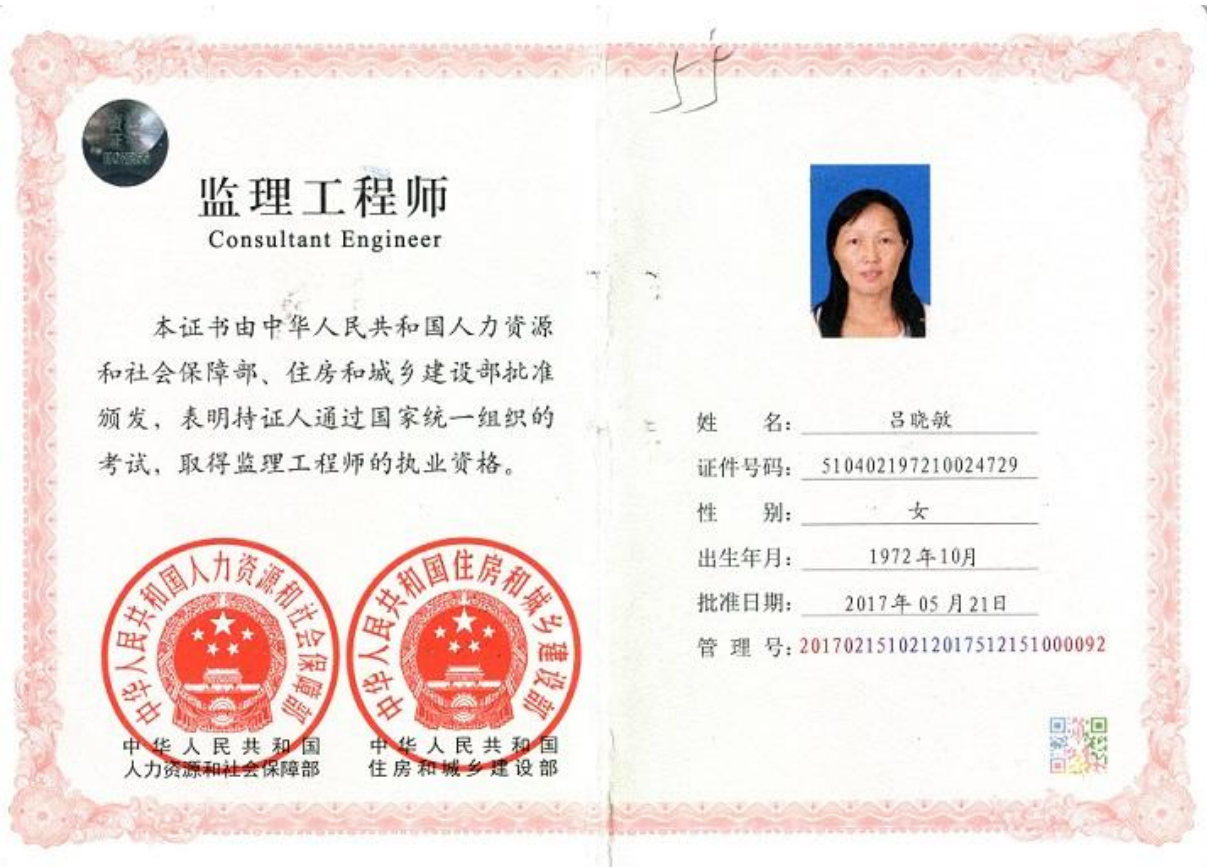 监理工程师
Consultant Engineer
本证书由中华人民共和国人力资源
和社会保障部、住房和城乡建设部批准
颁发，表明持证人通过国家统一组织的
考试，取得监理工程师的执业资格。
中华人民共和国人力资源和社会保障部
中华人民共和国住房和城乡建设部
中华人民共和国
人力资源和社会保障部
中华人民共和国
住房和城乡建设部
姓 名：吕晓敏
证件号码：510402197210024729
性 别：女
出生年月：1972年10月
批准日期：2017年05月21日
管 理 号：2017021510212017512151000092